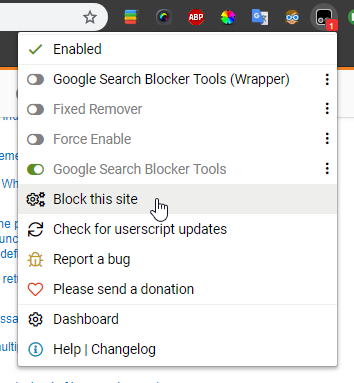 ABP
1
Enabled
Google Search Blocker Tools (Wrapper)
Fixed Remover
Force Enable
Google Search Blocker Tools
Block this site
Check for userscript updates
Report a bug
Please send a donation
Dashboard
Help | Changelog